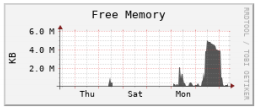 Free Memory
6.0 M
4.0 M
2.0 M
KB
Thu
Sat
Mon
RRDTOOL / TOBI OETIKER